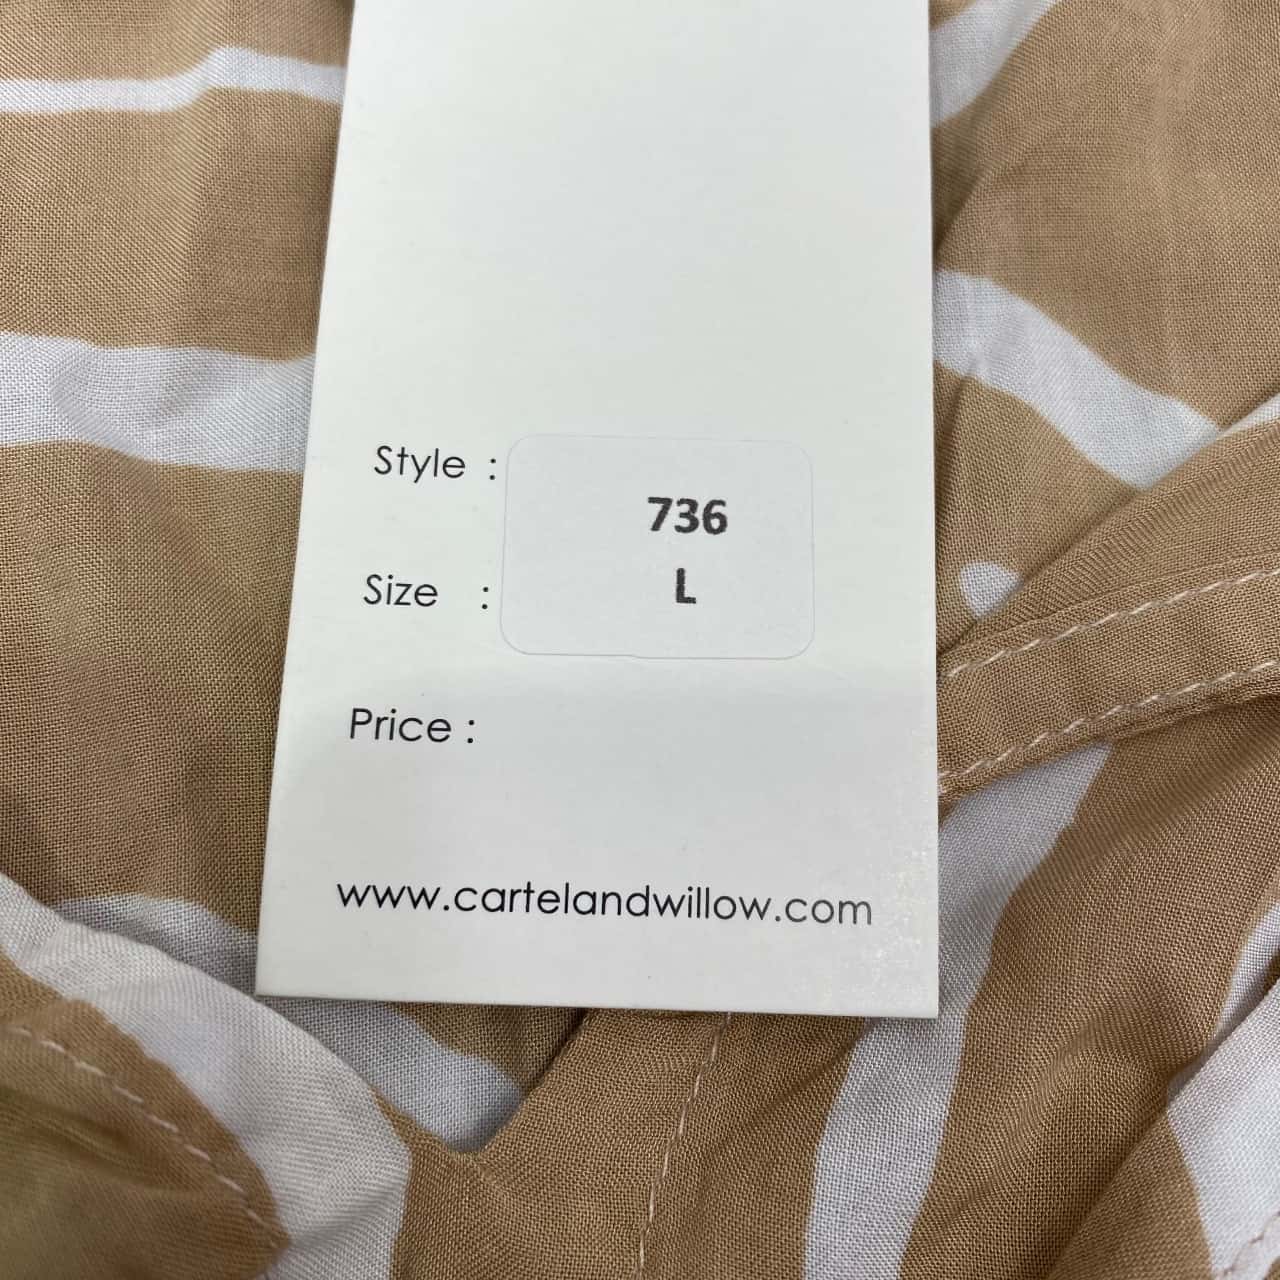 Style :
736
Size :
L
Price :
www.cartelandwillow.com